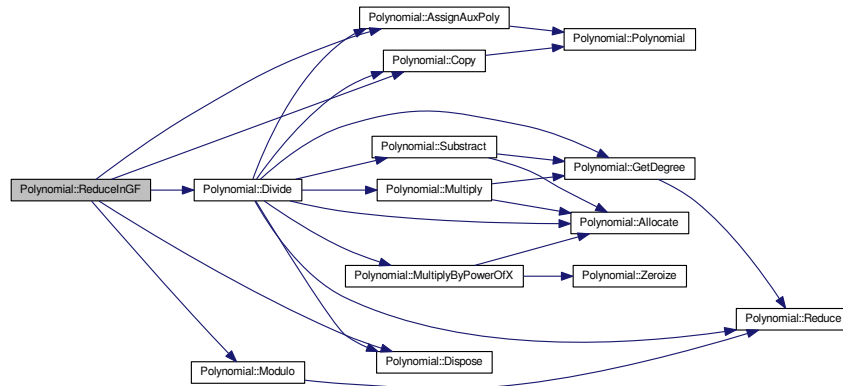 Polynomial::AssignAuxPoly
Polynomial::Polynomial
Polynomial::Copy
Polynomial::Substract
Polynomial::GetDegree
Polynomial::ReduceInGF
Polynomial::Divide
Polynomial::Multiply
Polynomial::Allocate
Polynomial::MultiplyByPowerOfX
Polynomial::Zeroize
Polynomial::Reduce
Polynomial::Dispose
Polynomial::Modulo